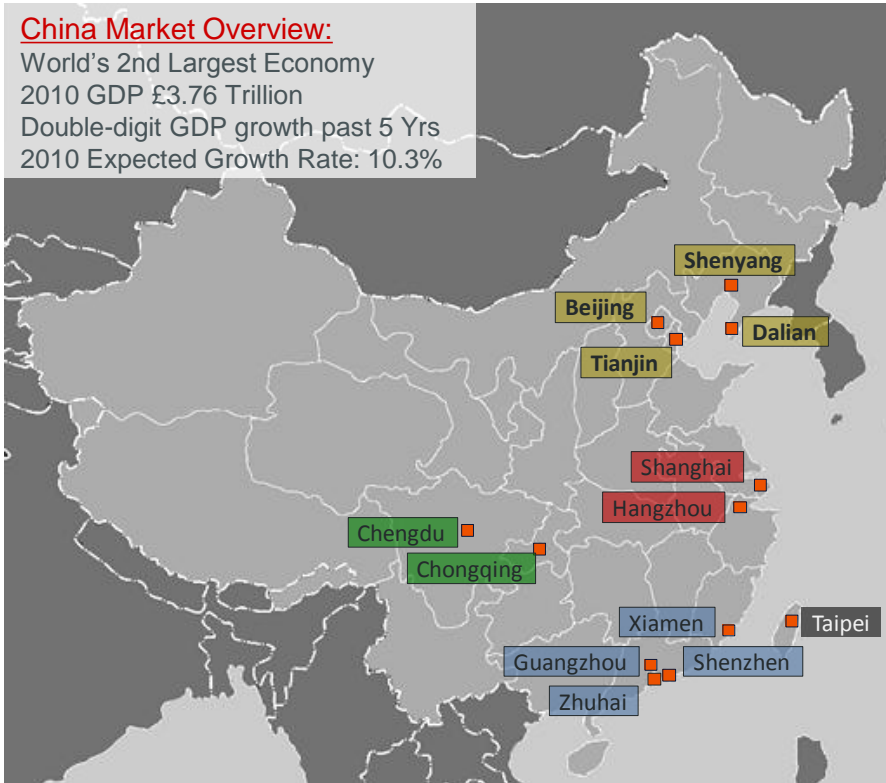 China Market Overview:
World's 2nd Largest Economy
2010 GDP £3.76 Trillion
Double-digit GDP growth past 5 Yrs
2010 Expected Growth Rate: 10.3%
Shenyang
Beijing
Dalian
Tianjin
Shanghai
Hangzhou
Chengdu
Chongqing
Xiamen
Taipei
Guangzhou
Shenzhen
Zhuhai